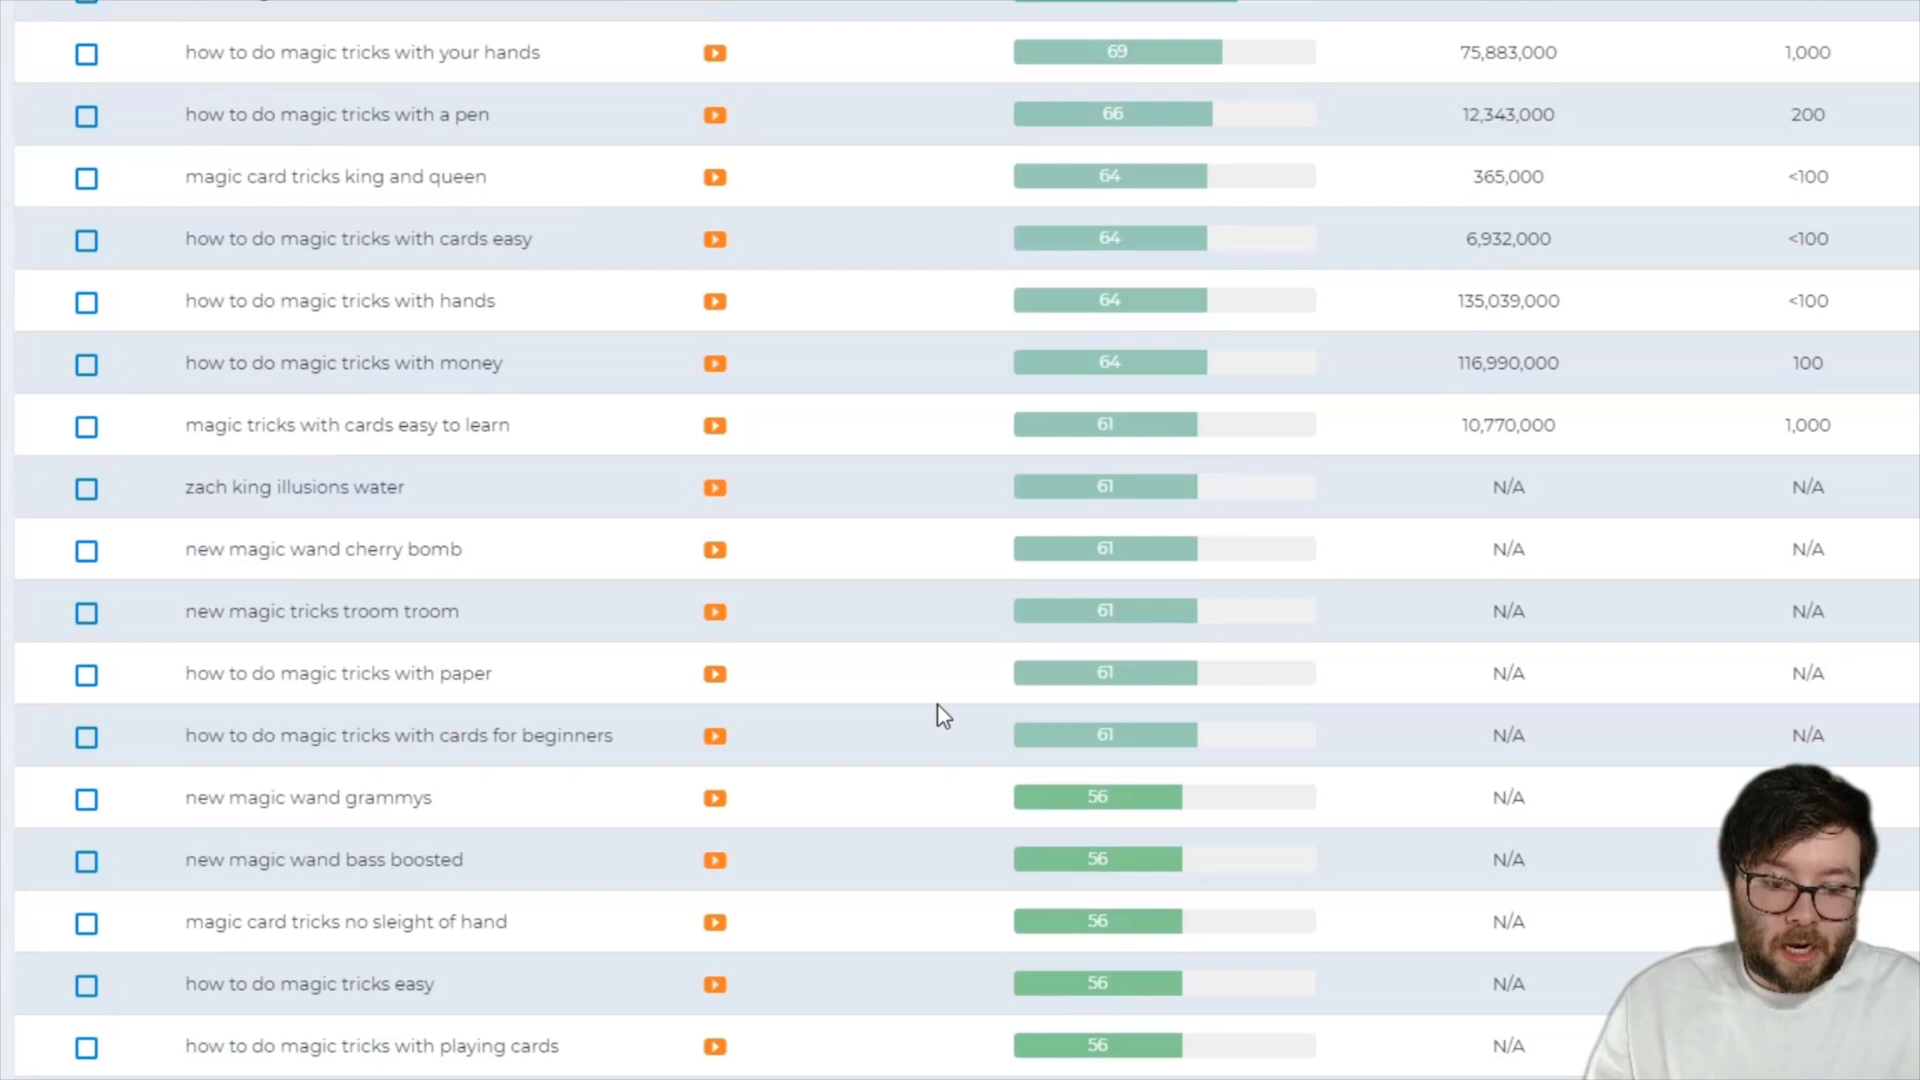 how to do magic tricks with your hands 69 75,883,000 1,000
how to do magic tricks with a pen 66 12,343,000 200
magic card tricks king and queen 64 365,000 <100
how to do magic tricks with cards easy 64 6,932,000 <100
how to do magic tricks with hands 64 135,039,000 <100
how to do magic tricks with money 64 116,990,000 100
magic tricks with cards easy to learn 61 10,770,000 1,000
zach king illusions water 61 N/A N/A
new magic wand cherry bomb 61 N/A N/A
new magic tricks troom troom 61 N/A N/A
how to do magic tricks with paper 61 N/A N/A
how to do magic tricks with cards for beginners 61 N/A N/A
new magic wand grammys 56 N/A
new magic wand bass boosted 56 N/A
magic card tricks no sleight of hand 56 N/A
how to do magic tricks easy 56 N/A
how to do magic tricks with playing cards 56 N/A